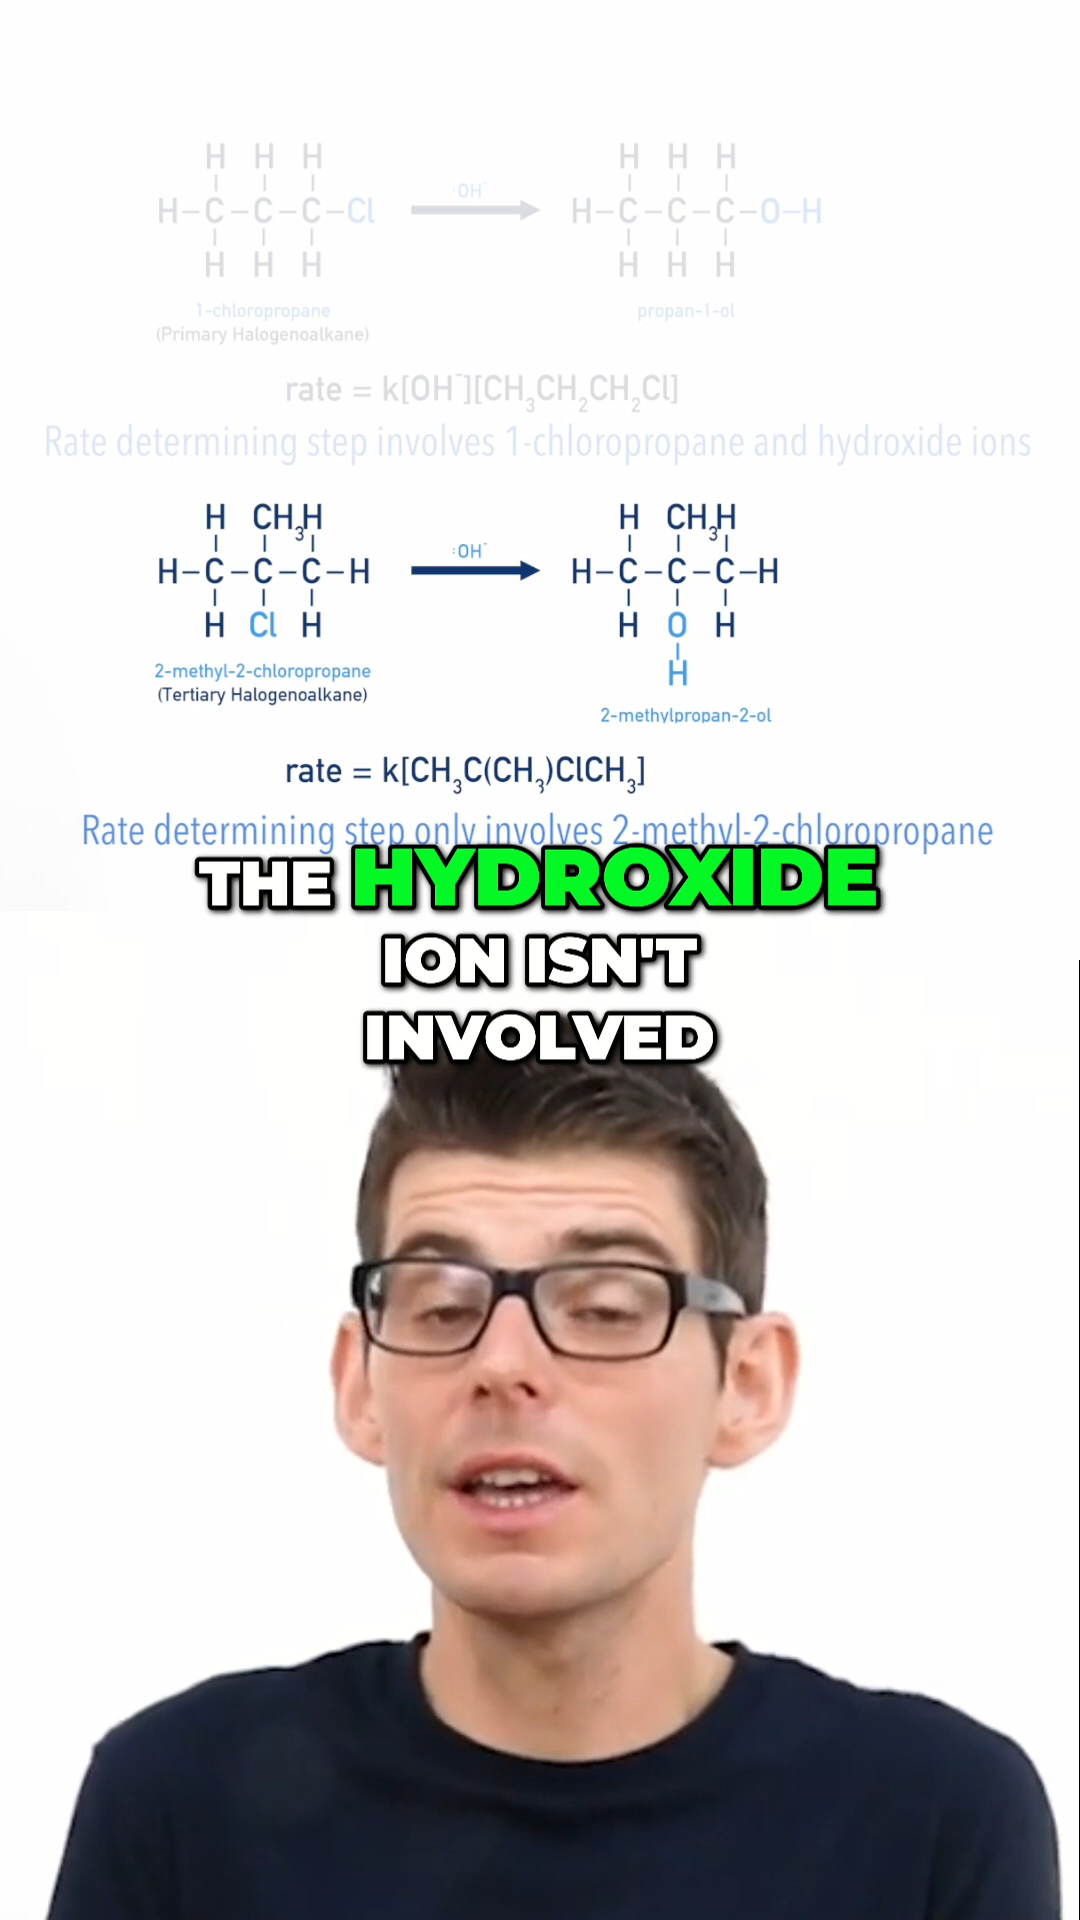 H H H
H-C-C-C-Cl
H H H
:OH⁻
H H H
H-C-C-C-O-H
H H H
1-chloropropane
(Primary Halogenoalkane)
propan-1-ol
rate = k[OH⁻][CH₃CH₂CH₂Cl]
Rate determining step involves 1-chloropropane and hydroxide ions
H CH₃H
H-C-C-C-H
H Cl H
:OH⁻
H CH₃H
H-C-C-C-H
H O H
H
2-methyl-2-chloropropane
(Tertiary Halogenoalkane)
2-methylpropan-2-ol
rate = k[CH₃C(CH₃)ClCH₃]
Rate determining step only involves 2-methyl-2-chloropropane
THE HYDROXIDE
ION ISN'T
INVOLVED